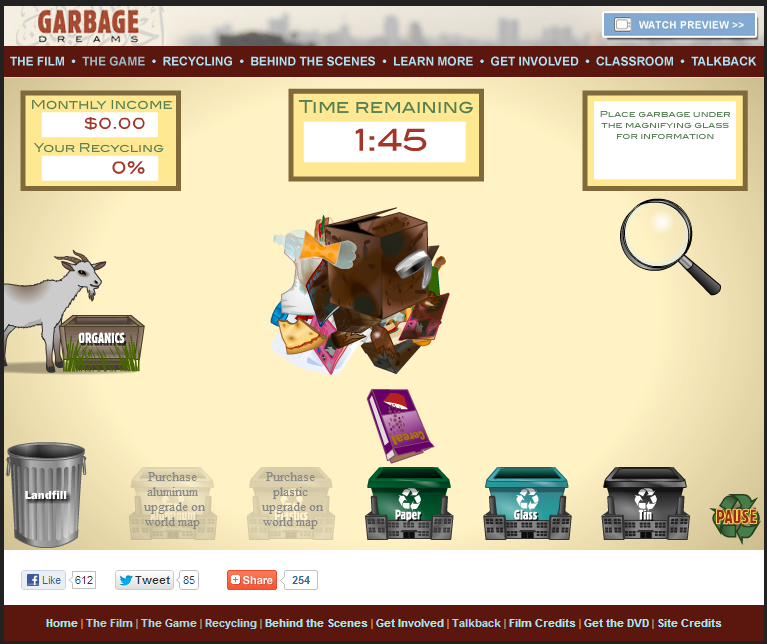 GARBAGE
DREAMS
WATCH PREVIEW >>
THE FILM • THE GAME • RECYCLING • BEHIND THE SCENES • LEARN MORE • GET INVOLVED • CLASSROOM • TALKBACK
Monthly Income
$0.00
Your Recycling
0%
Time remaining
1:45
Place garbage under
the magnifying glass
for information
ORGANICS
Cereal
Landfill
Purchase
aluminum
upgrade on
world map
Purchase
plastic
upgrade on
world map
Paper
Glass
Tin
PAUSE
Like 612
Tweet 85
Share 254
Home | The Film | The Game | Recycling | Behind the Scenes | Get Involved | Talkback | Film Credits | Get the DVD | Site Credits